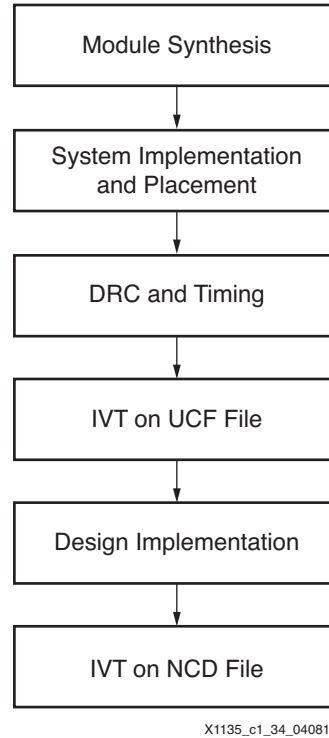 Module Synthesis
System Implementation
and Placement
DRC and Timing
IVT on UCF File
Design Implementation
IVT on NCD File
X1135_c1_34_04081